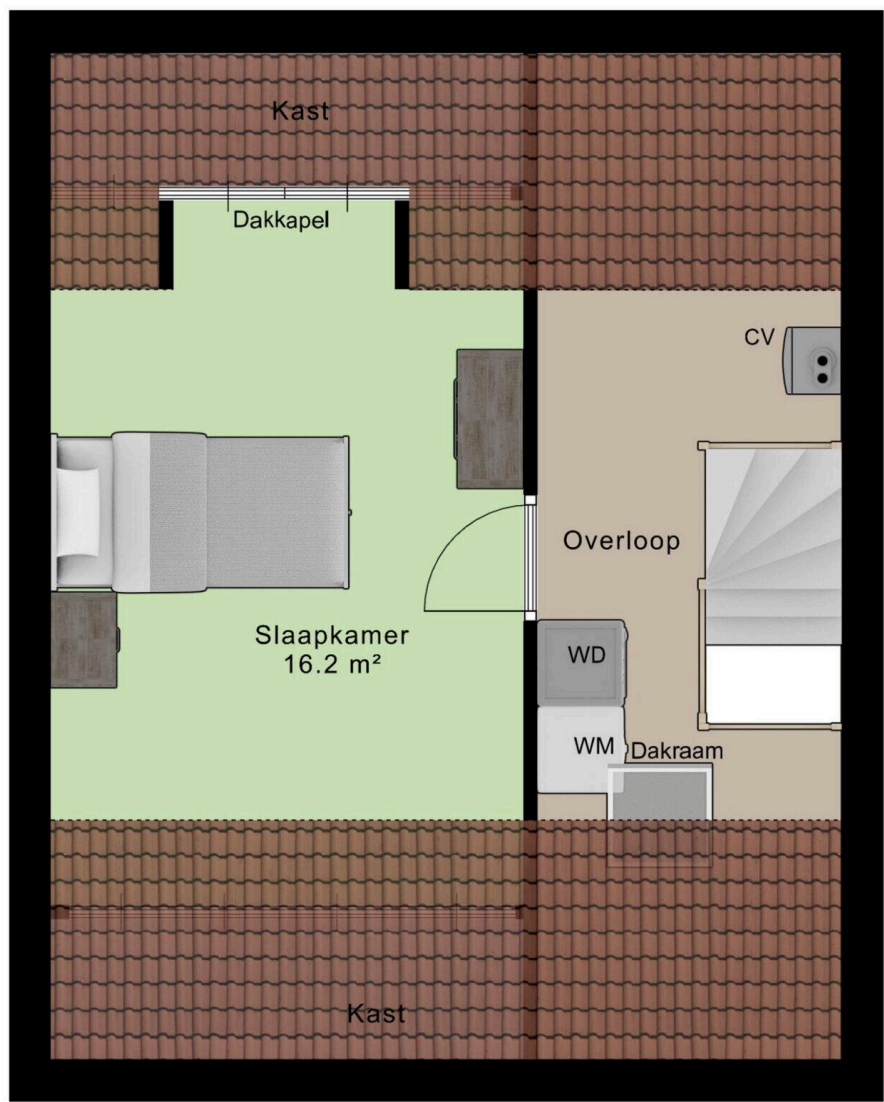 Kast
Dakkapel
CV
Overloop
Slaapkamer
16.2 m²
WD
WM
Dakraam
Kast